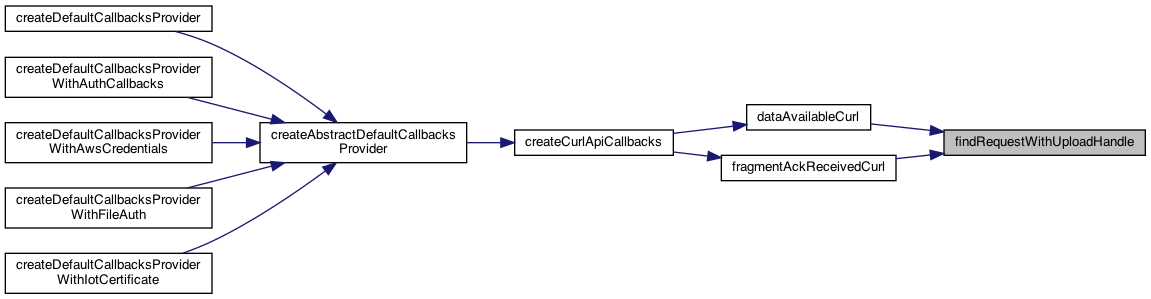 createDefaultCallbacksProvider
createDefaultCallbacksProvider
WithAuthCallbacks
createDefaultCallbacksProvider
WithAwsCredentials
createDefaultCallbacksProvider
WithFileAuth
createDefaultCallbacksProvider
WithIotCertificate
createAbstractDefaultCallbacks
Provider
createCurlApiCallbacks
dataAvailableCurl
fragmentAckReceivedCurl
findRequestWithUploadHandle